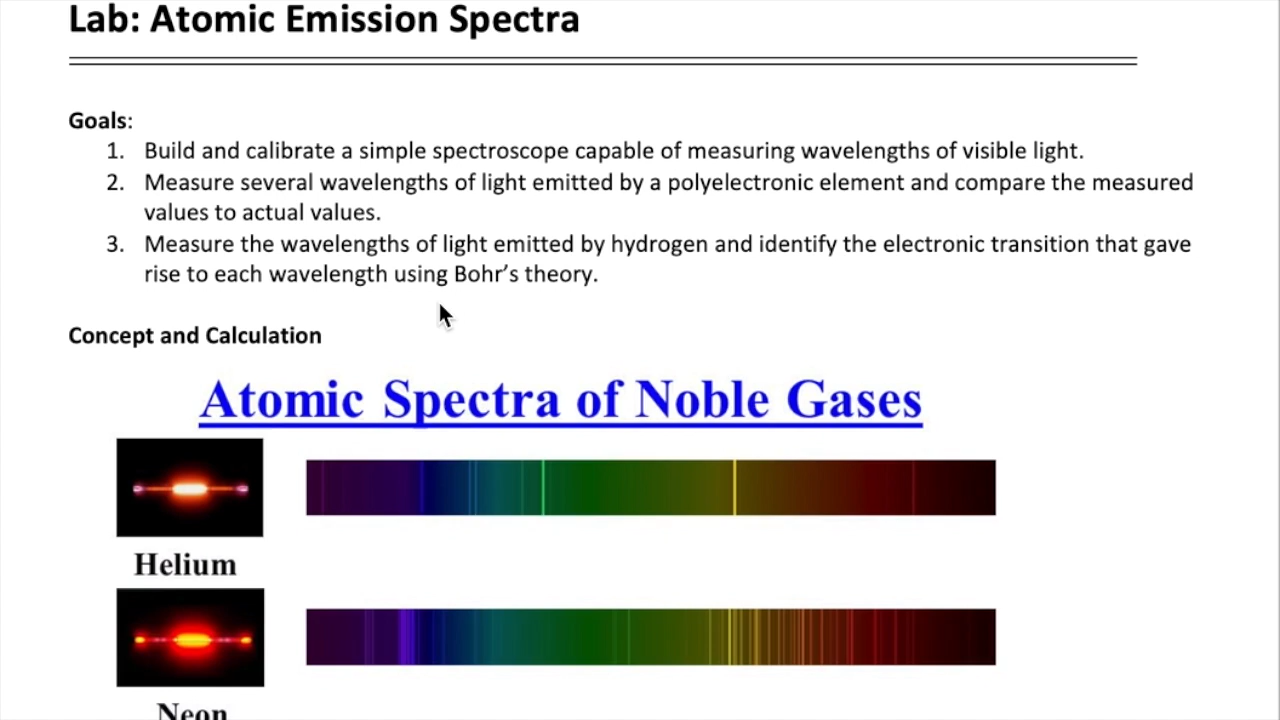 Lab: Atomic Emission Spectra
Goals:
1. Build and calibrate a simple spectroscope capable of measuring wavelengths of visible light.
2. Measure several wavelengths of light emitted by a polyelectronic element and compare the measured
values to actual values.
3. Measure the wavelengths of light emitted by hydrogen and identify the electronic transition that gave
rise to each wavelength using Bohr’s theory.
Concept and Calculation
Atomic Spectra of Noble Gases
Helium
Neon